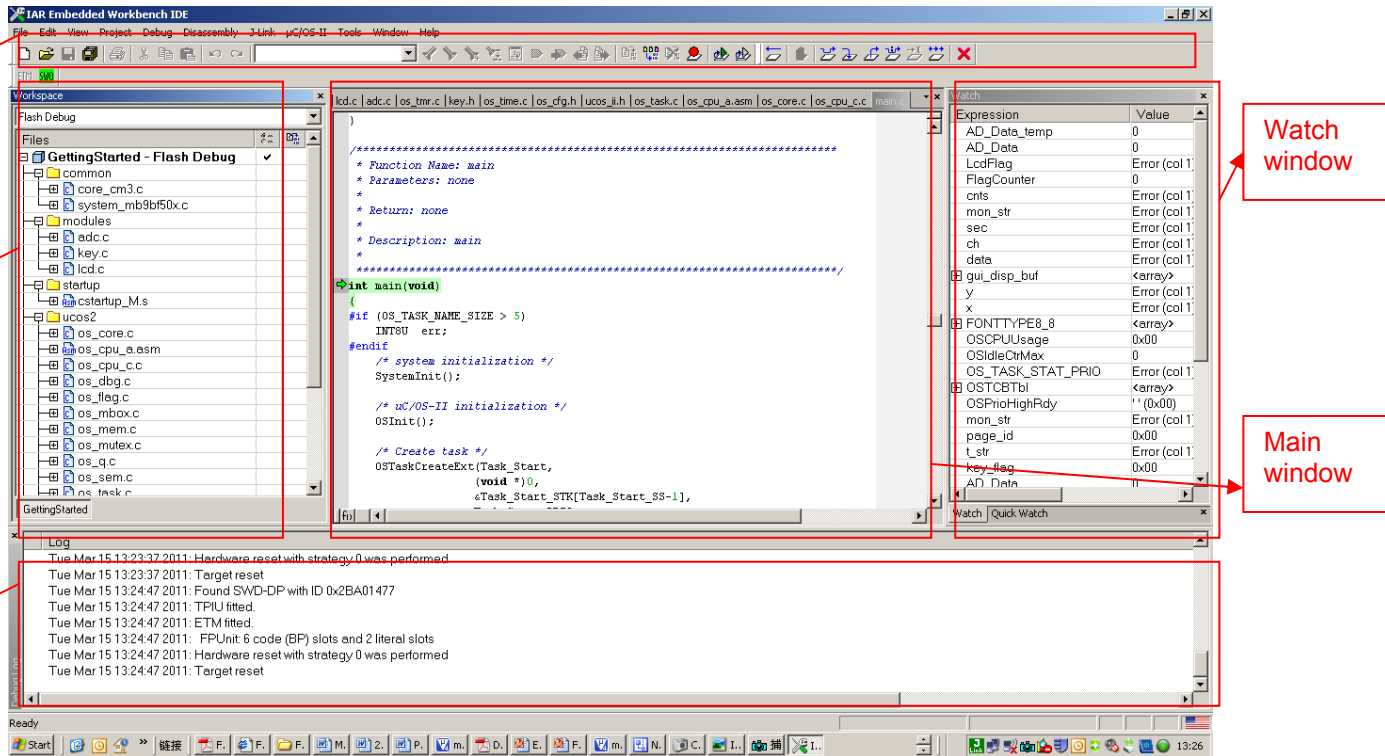 IAR Embedded Workbench IDE
File Edit View Project Debug Disassembly J-Link µC/OS-II Tools Window Help
ETM SWO
Workspace
Flash Debug
Files
GettingStarted - Flash Debug
common
core_cm3.c
system_mb9bf50x.c
modules
adc.c
key.c
lcd.c
startup
cstartup_M.s
ucos2
os_core.c
os_cpu_a.asm
os_cpu_c.c
os_dbg.c
os_flag.c
os_mbox.c
os_mem.c
os_mutex.c
os_q.c
os_sem.c
os_task.c
GettingStarted
lcd.c | adc.c | os_tmr.c | key.h | os_time.c | os_cfg.h | ucos_ii.h | os_task.c | os_cpu_a.asm | os_core.c | os_cpu_c.c main.c
}
/**************************************************************************
* Function Name: main
* Parameters: none
*
* Return: none
*
* Description: main
*
**************************************************************************/
int main(void)
{
#if (OS_TASK_NAME_SIZE > 5)
INT8U err;
#endif
/* system initialization */
SystemInit();
/* uC/OS-II initialization */
OSInit();
/* Create task */
OSTaskCreateExt(Task_Start,
(void *)0,
&Task_Start_STK[Task_Start_SS-1],
Watch
Expression Value
AD_Data_temp 0
AD_Data 0
LcdFlag Error (col 1
FlagCounter 0
cnts Error (col 1
mon_str Error (col 1
sec Error (col 1
ch Error (col 1
data Error (col 1
gui_disp_buf <array>
y Error (col 1
x Error (col 1
FONTTYPE8_8 <array>
OSCPUUsage 0x00
OSIdleCtrMax 0
OS_TASK_STAT_PRIO Error (col 1
OSTCBTbl <array>
OSPrioHighRdy ' ' (0x00)
mon_str Error (col 1
page_id 0x00
t_str Error (col 1
key_flag 0x00
AD_Data 0
Watch Quick Watch
Watch
window
Main
window
Log
Tue Mar 15 13:23:37 2011: Hardware reset with strategy 0 was performed
Tue Mar 15 13:23:37 2011: Target reset
Tue Mar 15 13:24:47 2011: Found SWD-DP with ID 0x2BA01477
Tue Mar 15 13:24:47 2011: TPIU fitted.
Tue Mar 15 13:24:47 2011: ETM fitted.
Tue Mar 15 13:24:47 2011: FPUnit: 6 code (BP) slots and 2 literal slots
Tue Mar 15 13:24:47 2011: Hardware reset with strategy 0 was performed
Tue Mar 15 13:24:47 2011: Target reset
Debug Log
Ready
Start » 链接 F. F. F. M. 2. P. m. D. E. F. m. N. C. I.. 捕 I.. 13:26